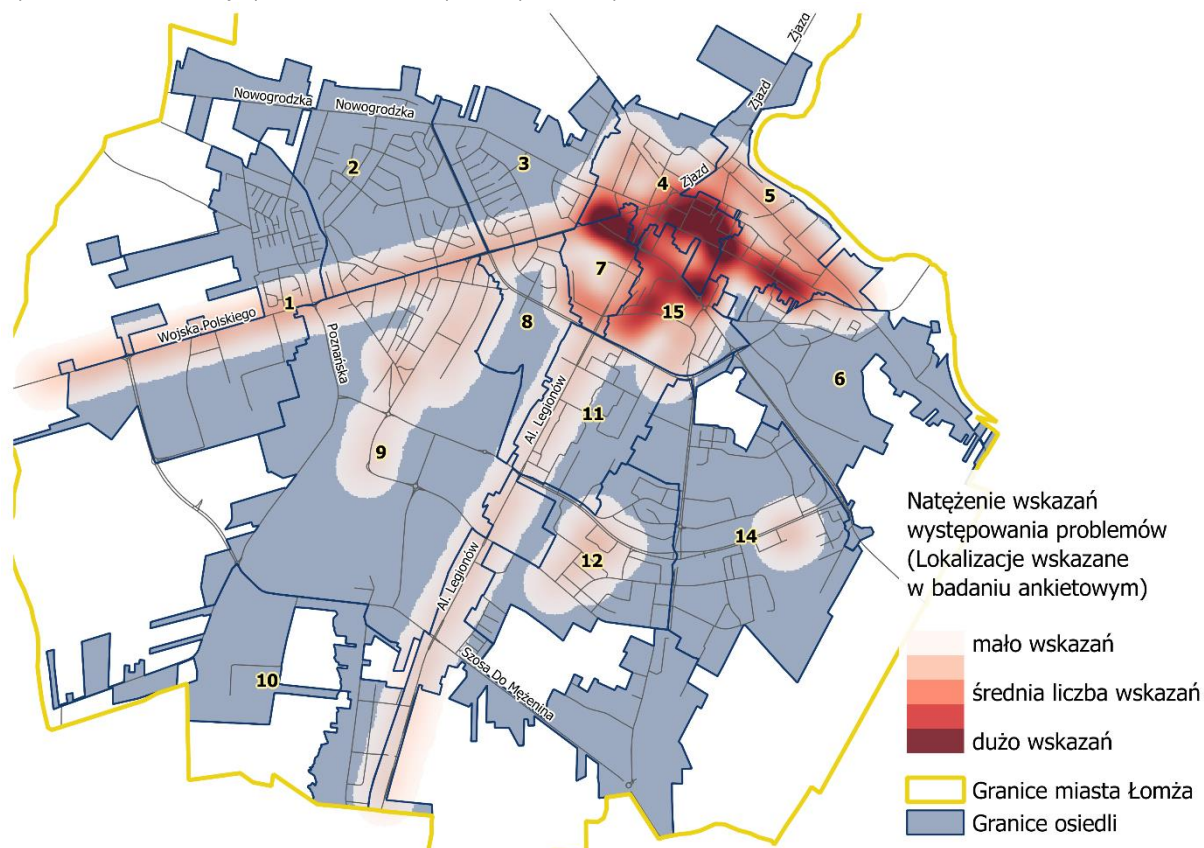 Zjazd
Zjazd
Nowogrodzka
Nowogrodzka
2
3
4
Zjazd
5
7
1
Wojska Polskiego
Poznańska
8
15
6
Al. Legionów
11
9
14
12
Al. Legionów
10
Szosa Do Mężenina
Natężenie wskazań
występowania problemów
(Lokalizacje wskazane
w badaniu ankietowym)
mało wskazań
średnia liczba wskazań
dużo wskazań
Granice miasta Łomża
Granice osiedli